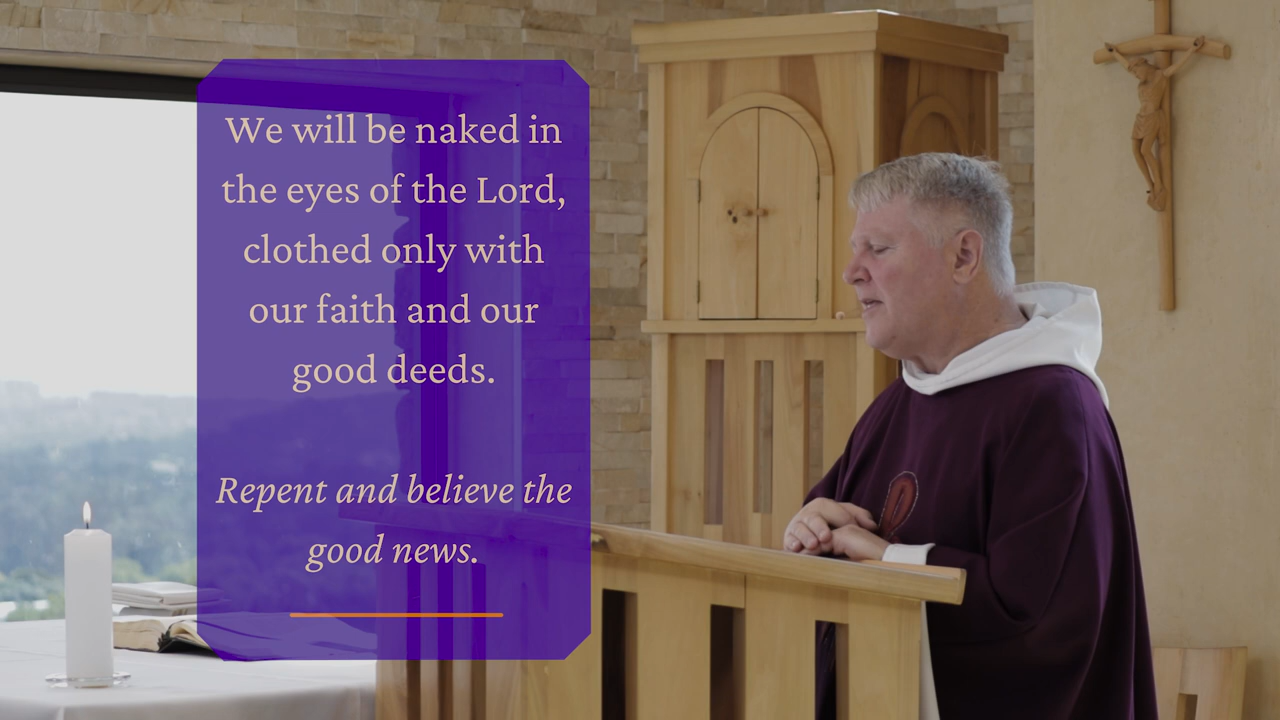 We will be naked in
the eyes of the Lord,
clothed only with
our faith and our
good deeds.
Repent and believe the
good news.